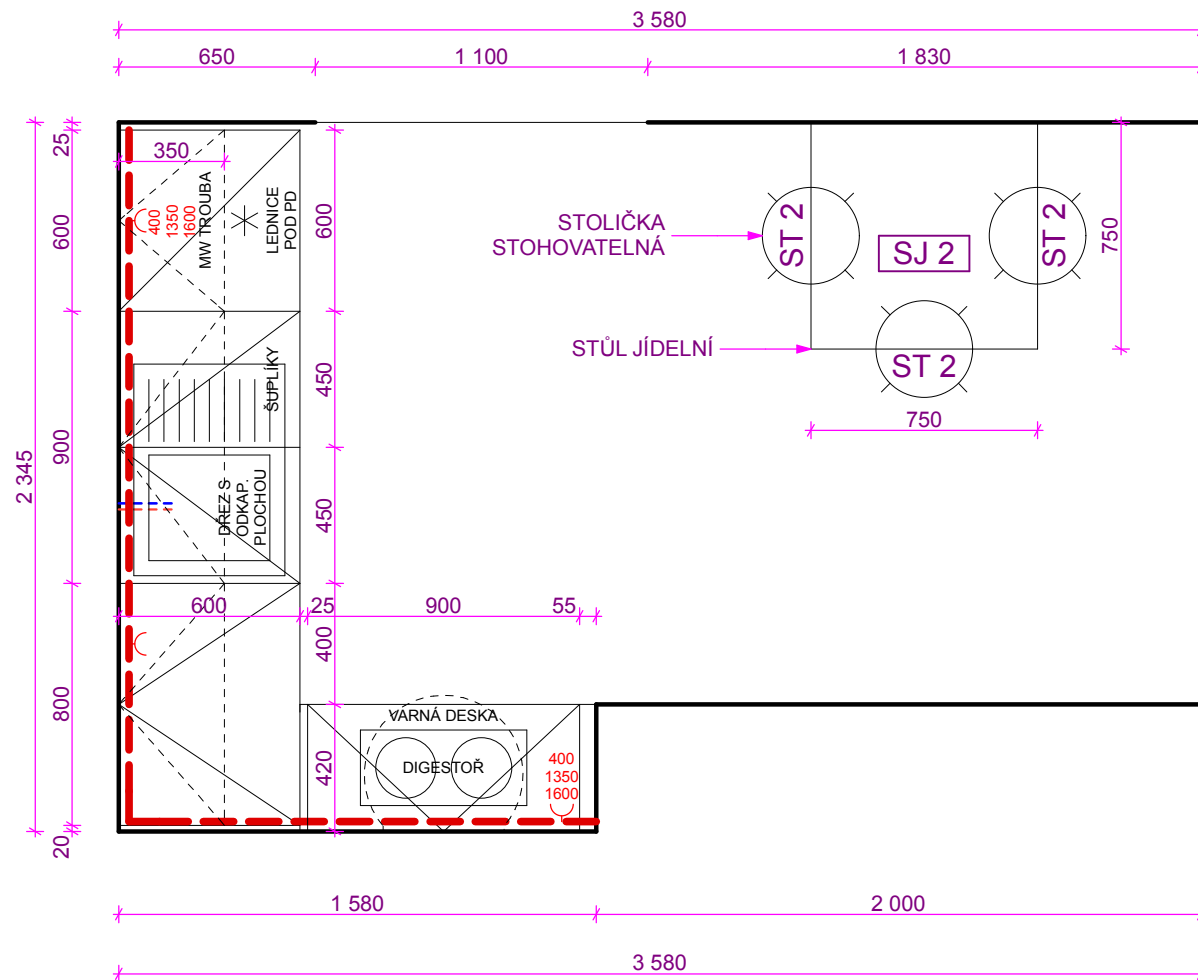 3 580
650
1 100
1 830
25
600
900
800
20
2 345
350
400
1350
1600
MW TROUBA
LEDNICE
POD PD
600
450
450
400
420
STOLIČKA
STOHOVATELNÁ
ST 2
SJ 2
ST 2
750
STŮL JÍDELNÍ
ST 2
750
ŠUPLÍKY
DŘEZ S
ODKAP.
PLOCHOU
600
25
900
55
VARNÁ DESKA
DIGESTOŘ
400
1350
1600
1 580
2 000
3 580